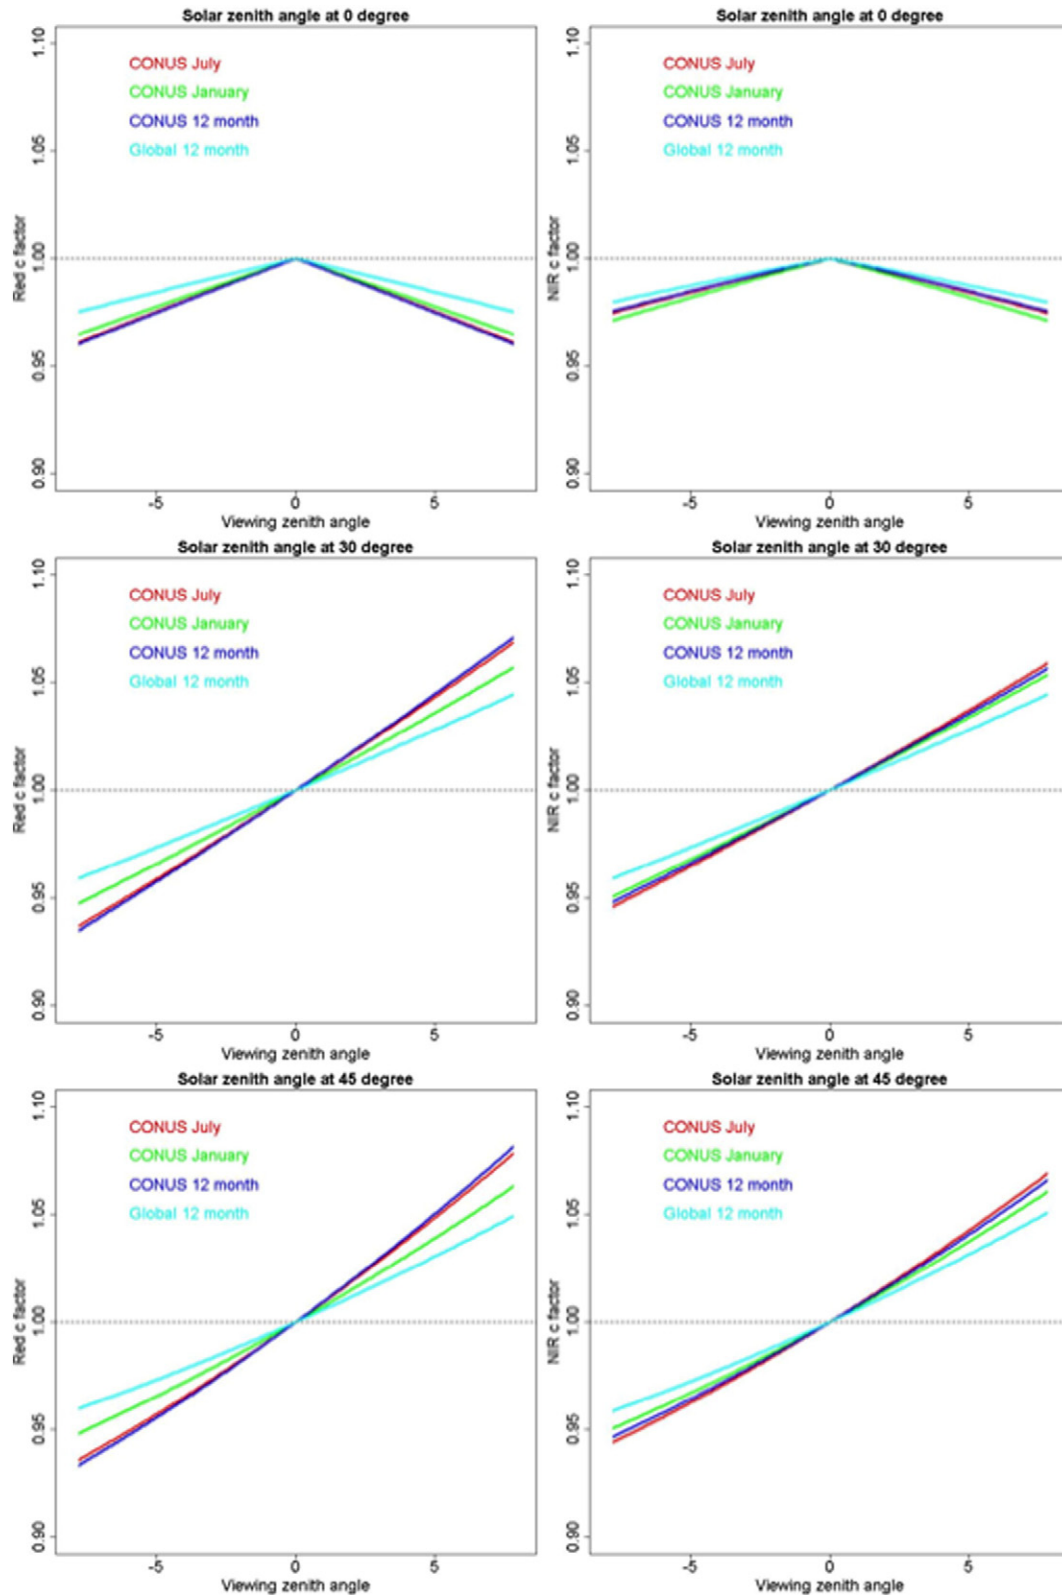 Solar zenith angle at 0 degree
CONUS July
CONUS January
CONUS 12 month
Global 12 month
Red c factor
1.10
1.05
1.00
0.95
0.90
-5 0 5
Viewing zenith angle
Solar zenith angle at 0 degree
CONUS July
CONUS January
CONUS 12 month
Global 12 month
NIR c factor
1.10
1.05
1.00
0.95
0.90
-5 0 5
Viewing zenith angle
Solar zenith angle at 30 degree
CONUS July
CONUS January
CONUS 12 month
Global 12 month
Red c factor
1.10
1.05
1.00
0.95
0.90
-5 0 5
Viewing zenith angle
Solar zenith angle at 30 degree
CONUS July
CONUS January
CONUS 12 month
Global 12 month
NIR c factor
1.10
1.05
1.00
0.95
0.90
-5 0 5
Viewing zenith angle
Solar zenith angle at 45 degree
CONUS July
CONUS January
CONUS 12 month
Global 12 month
Red c factor
1.10
1.05
1.00
0.95
0.90
-5 0 5
Viewing zenith angle
Solar zenith angle at 45 degree
CONUS July
CONUS January
CONUS 12 month
Global 12 month
NIR c factor
1.10
1.05
1.00
0.95
0.90
-5 0 5
Viewing zenith angle